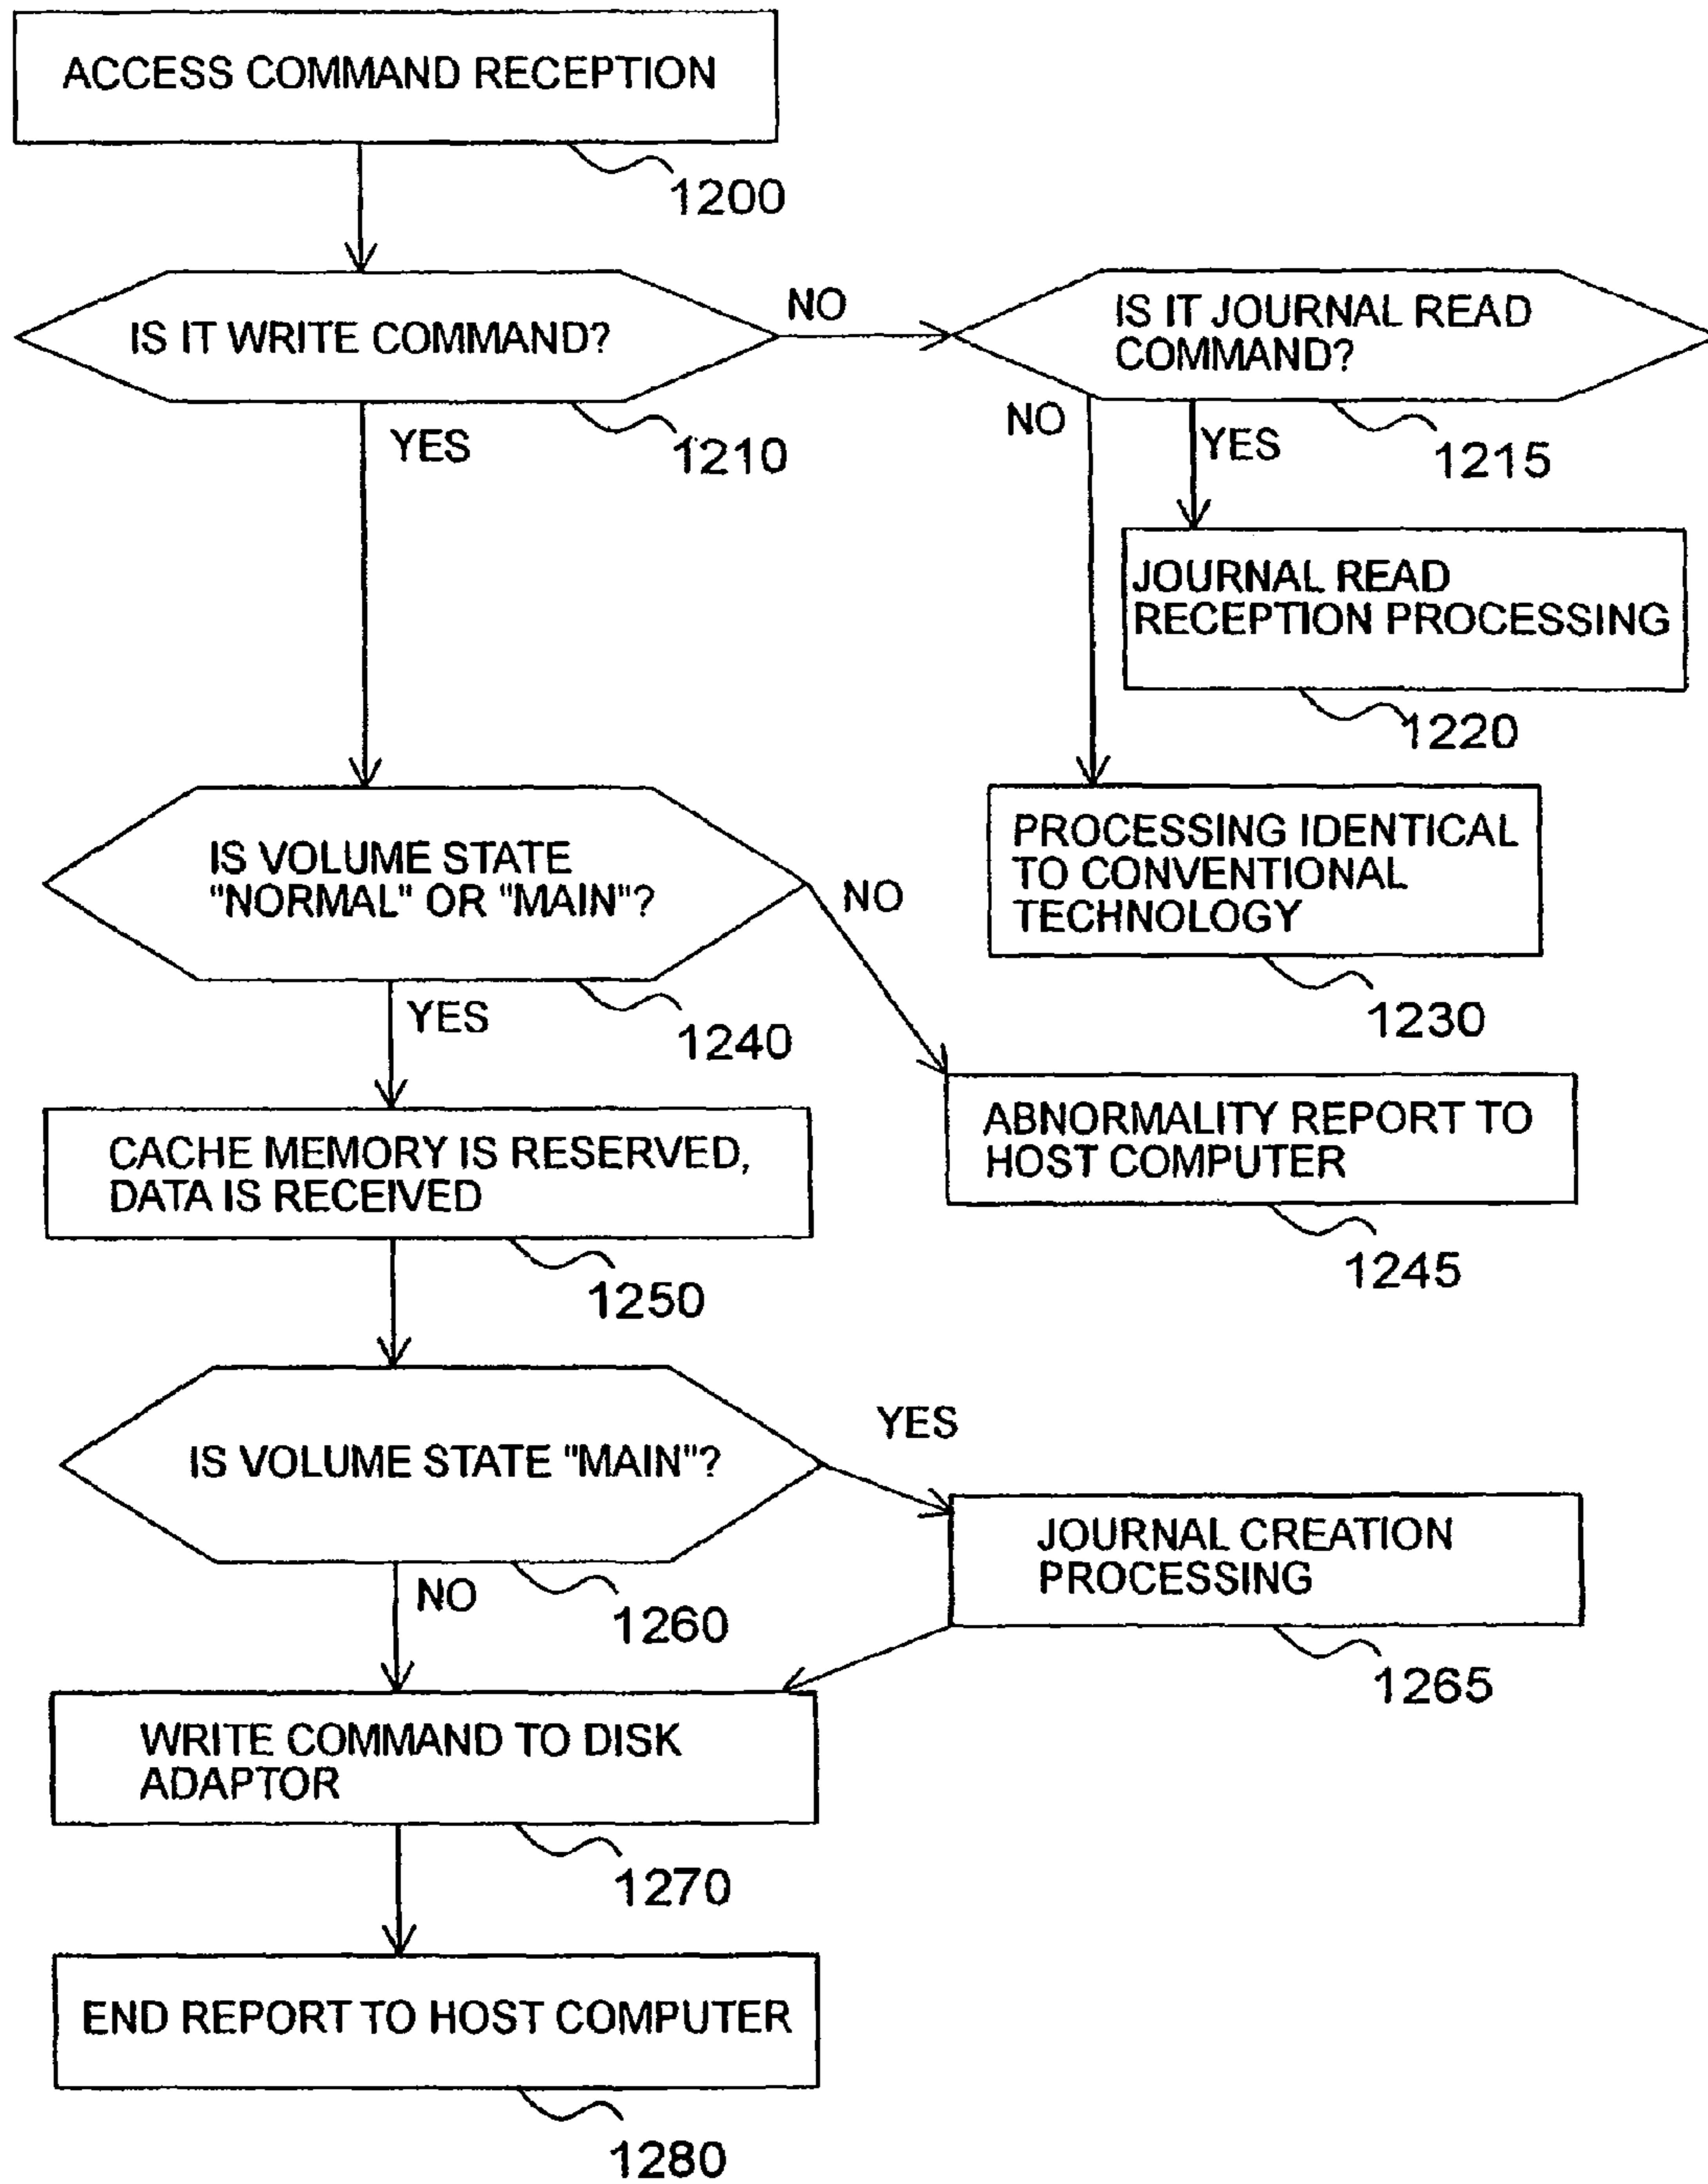 ACCESS COMMAND RECEPTION
1200
IS IT WRITE COMMAND?
NO
IS IT JOURNAL READ
COMMAND?
YES
1210
NO
YES
1215
JOURNAL READ
RECEPTION PROCESSING
1220
IS VOLUME STATE
"NORMAL" OR "MAIN"?
NO
PROCESSING IDENTICAL
TO CONVENTIONAL
TECHNOLOGY
1230
YES
1240
CACHE MEMORY IS RESERVED,
DATA IS RECEIVED
1250
ABNORMALITY REPORT TO
HOST COMPUTER
1245
IS VOLUME STATE "MAIN"?
YES
NO
1260
JOURNAL CREATION
PROCESSING
1265
WRITE COMMAND TO DISK
ADAPTOR
1270
END REPORT TO HOST COMPUTER
1280